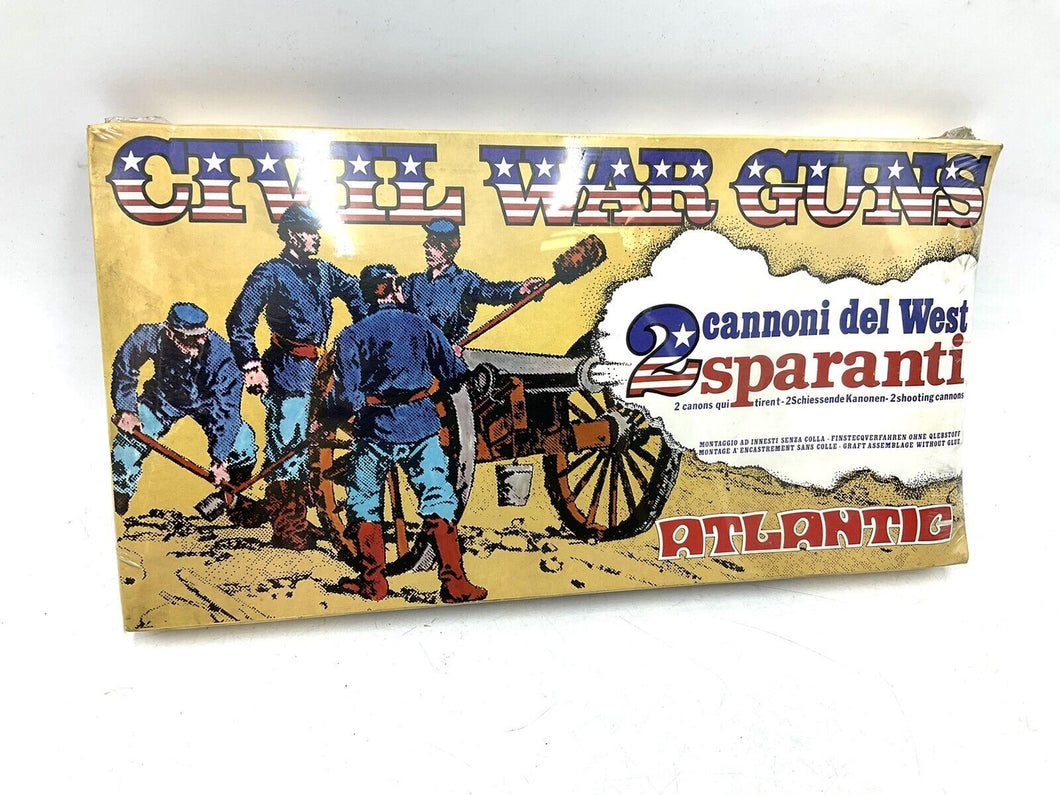 CIVIL WAR GUNS
2 cannoni del West
sparanti
2 canons qui tirent - 2 Schiessende Kanonen - 2 shooting cannons
MONTAGGIO AD INNESTI SENZA COLLA - FINSTECQVERFAHREN OHNE QLEBSTOFF
MONTAGE A' ENCASTREMENT SANS COLLE - GRAFT ASSEMBLAGE WITHOUT GLUE
ATLANTIC